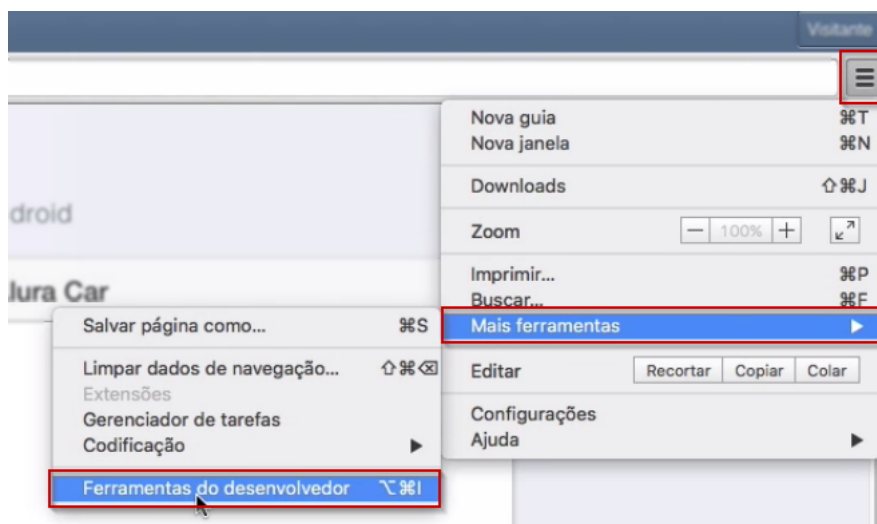 Visitante
Nova guia ⌘T
Nova janela ⌘N
Downloads ⇧⌘J
droid
Zoom — 100% +
Imprimir... ⌘P
lura Car
Buscar... ⌘F
Mais ferramentas ▶
Salvar página como... ⌘S
Limpar dados de navegação... ⇧⌘⌫
Editar Recortar Copiar Colar
Extensões
Gerenciador de tarefas
Configurações
Codificação ▶
Ajuda ▶
Ferramentas do desenvolvedor ⌥⌘I